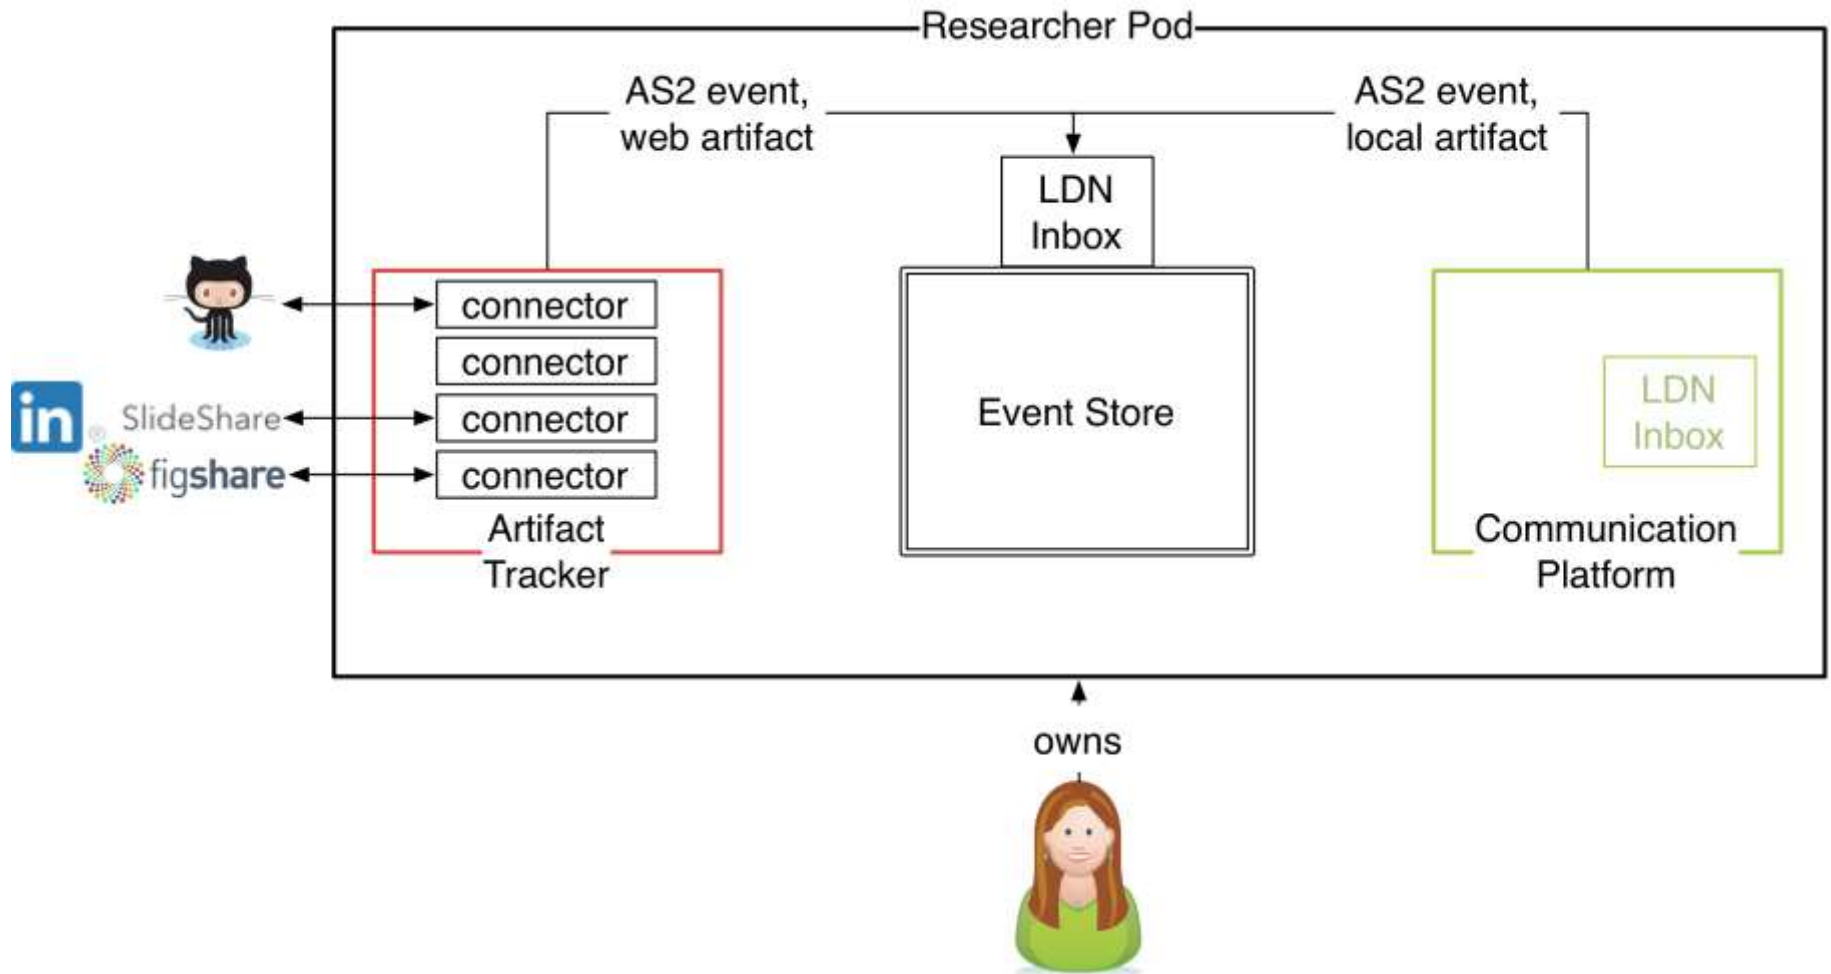 Researcher Pod
AS2 event,
web artifact
AS2 event,
local artifact
LDN
Inbox
connector
connector
connector
connector
Artifact
Tracker
in
®
SlideShare
figshare
Event Store
LDN
Inbox
Communication
Platform
owns